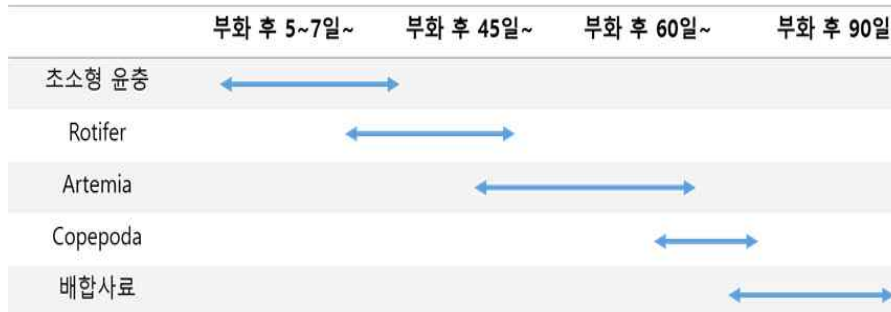 부화 후 5~7일~ 부화 후 45일~ 부화 후 60일~ 부화 후 90일
초소형 윤충
Rotifer
Artemia
Copepoda
배합사료